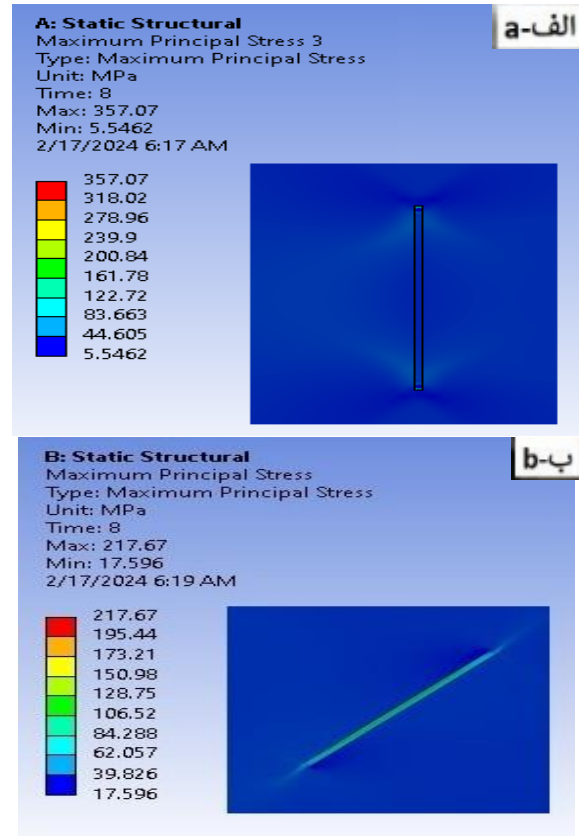 A: Static Structural
Maximum Principal Stress 3
Type: Maximum Principal Stress
Unit: MPa
Time: 8
Max: 357.07
Min: 5.5462
2/17/2024 6:17 AM
الف-a
357.07
318.02
278.96
239.9
200.84
161.78
122.72
83.663
44.605
5.5462
B: Static Structural
Maximum Principal Stress
Type: Maximum Principal Stress
Unit: MPa
Time: 8
Max: 217.67
Min: 17.596
2/17/2024 6:19 AM
ب-b
217.67
195.44
173.21
150.98
128.75
106.52
84.288
62.057
39.826
17.596